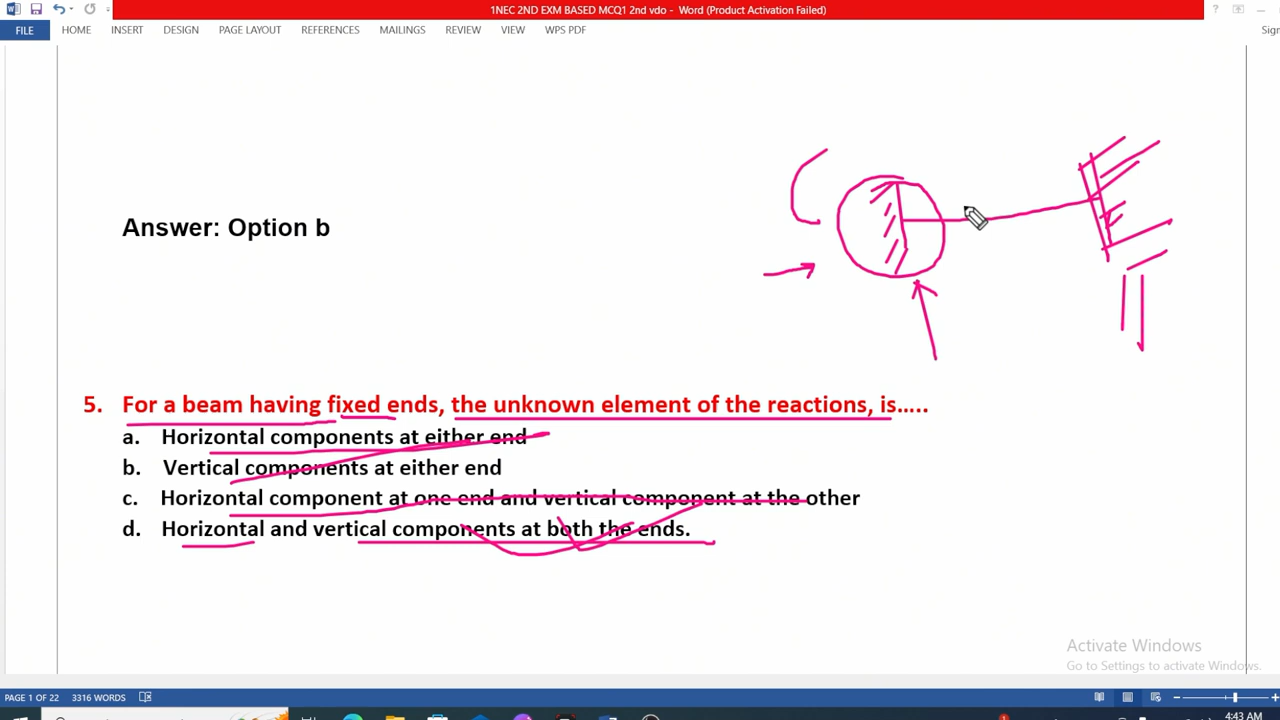 1NEC 2ND EXM BASED MCQ1 2nd vdo - Word (Product Activation Failed)
FILE HOME INSERT DESIGN PAGE LAYOUT REFERENCES MAILINGS REVIEW VIEW WPS PDF Sign
Answer: Option b
5. For a beam having fixed ends, the unknown element of the reactions, is…..
a. Horizontal components at either end
b. Vertical components at either end
c. Horizontal component at one end and vertical component at the other
d. Horizontal and vertical components at both the ends.
Activate Windows
Go to Settings to activate Windows.
PAGE 1 OF 22 3316 WORDS 100%
4:43 AM